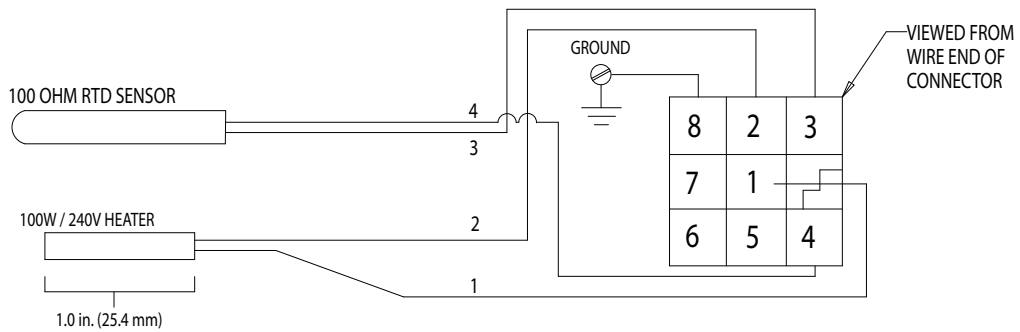 VIEWED FROM
WIRE END OF
CONNECTOR
GROUND
100 OHM RTD SENSOR
4
3
8 2 3
7 1
6 5 4
100W / 240V HEATER
2
1
1.0 in. (25.4 mm)